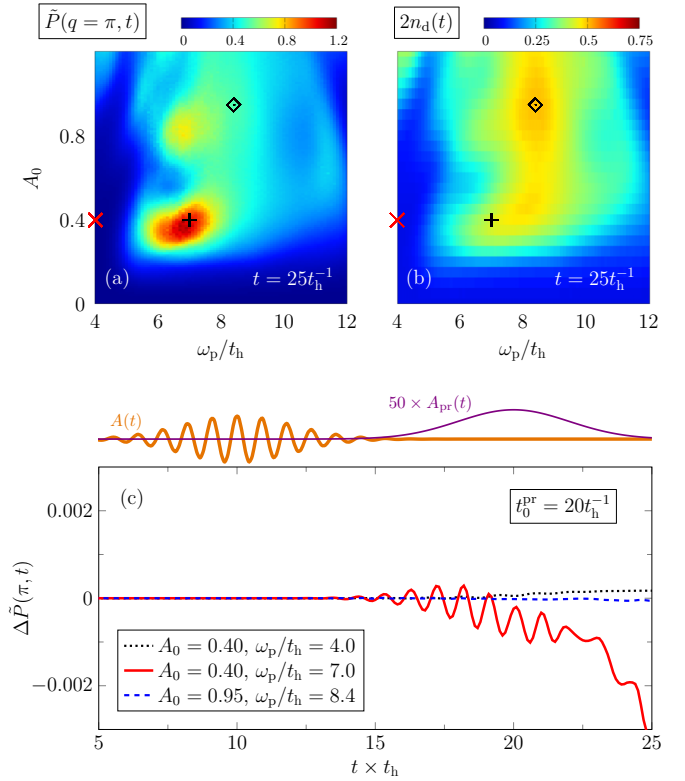 P̃(q = π, t)
0 0.4 0.8 1.2
2n_d(t)
0 0.25 0.5 0.75
A_0
0.8
0.4
0
(a)
t = 25t_h^{-1}
(b)
t = 25t_h^{-1}
4 6 8 10 12
4 6 8 10 12
ω_p/t_h
ω_p/t_h
A(t)
50 × A_pr(t)
(c)
t_0^{pr} = 20t_h^{-1}
0.002
0
−0.002
ΔP̃(π, t)
A_0 = 0.40, ω_p/t_h = 4.0
A_0 = 0.40, ω_p/t_h = 7.0
A_0 = 0.95, ω_p/t_h = 8.4
5 10 15 20 25
t × t_h